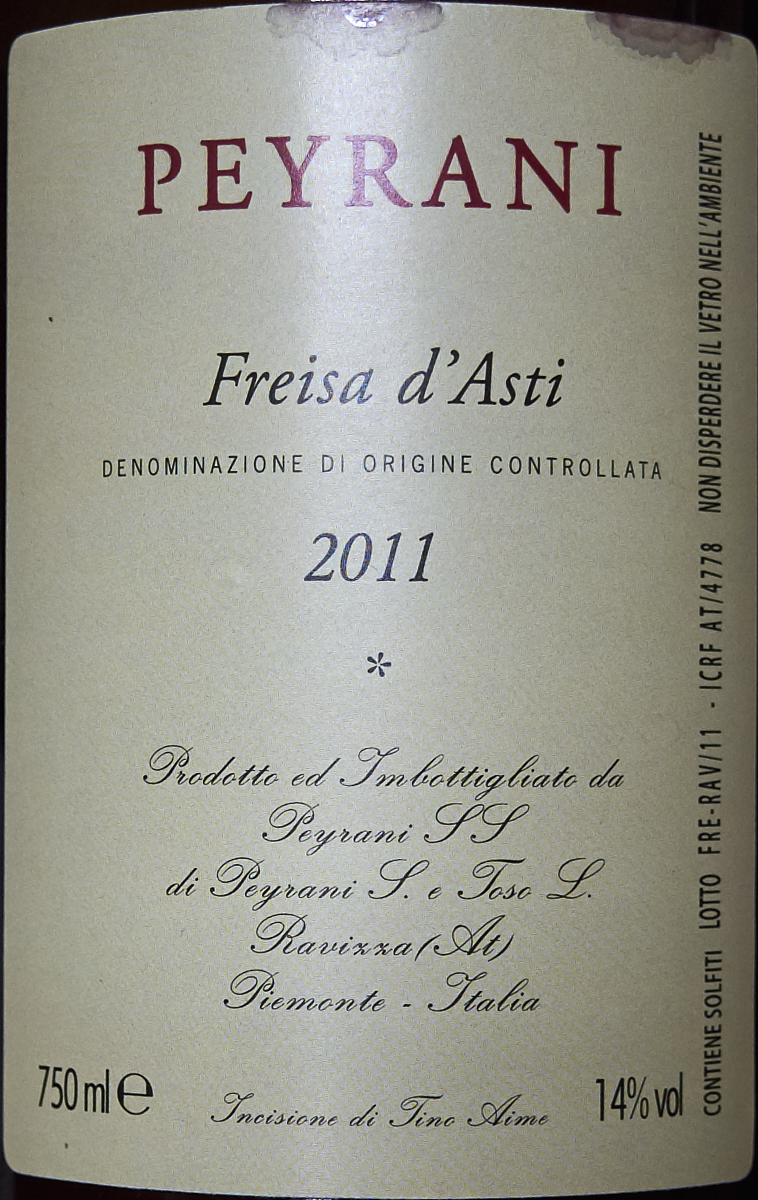 PEYRANI
Freisa d'Asti
DENOMINAZIONE DI ORIGINE CONTROLLATA
2011
*
Prodotto ed Imbottigliato da
Peyrani SS
di Peyrani S. e Toso L.
Ravizza (At)
Piemonte - Italia
750 ml e
Incisione di Tino Aime
14% vol
CONTIENE SOLFITI LOTTO FRE-RAV/11 - ICRF AT/4778 NON DISPERDERE IL VETRO NELL'AMBIENTE